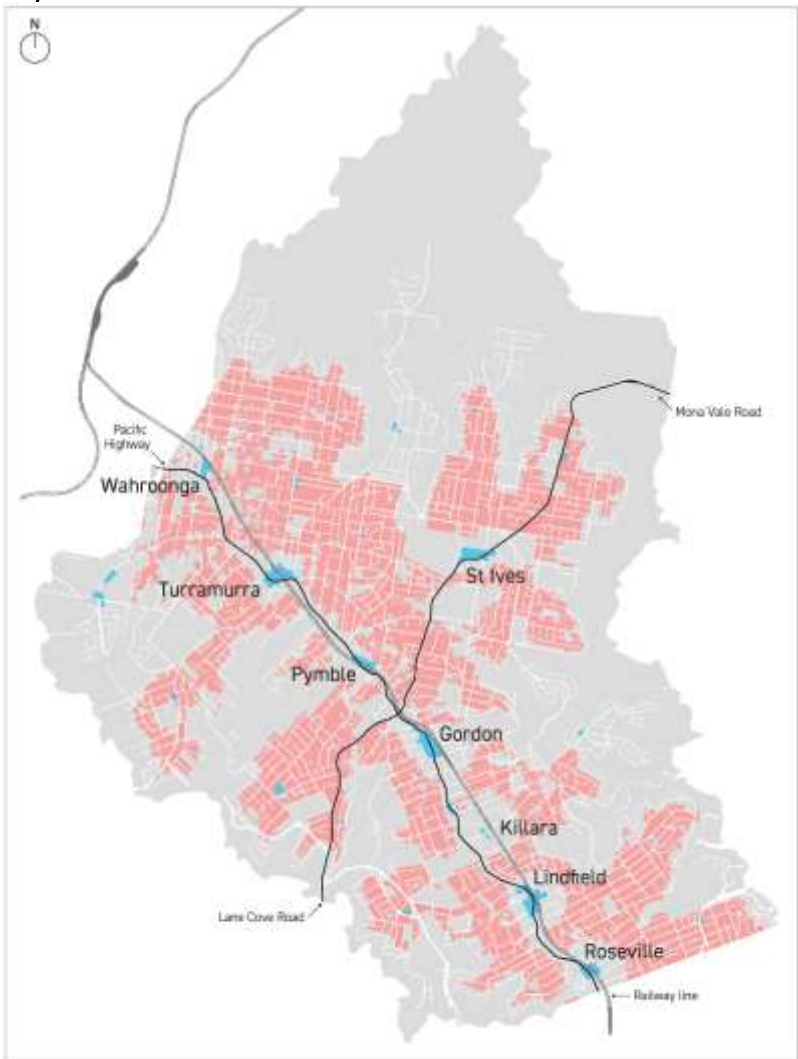 N
Mona Vale Road
Pacific
Highway
Wahroonga
St Ives
Turramurra
Pymble
Gordon
Killara
Lindfield
Lane Cove Road
Roseville
Railway line